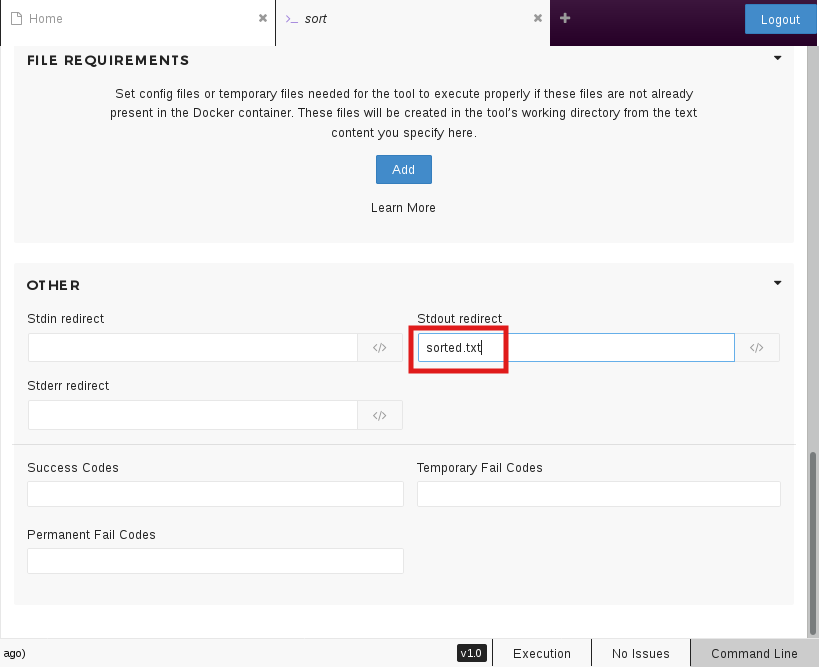 Home
>_ sort
Logout
FILE REQUIREMENTS
Set config files or temporary files needed for the tool to execute properly if these files are not already
present in the Docker container. These files will be created in the tool's working directory from the text
content you specify here.
Add
Learn More
OTHER
Stdin redirect
Stdout redirect
</>
sorted.txt
</>
Stderr redirect
</>
Success Codes
Temporary Fail Codes
Permanent Fail Codes
ago)
v1.0
Execution
No Issues
Command Line